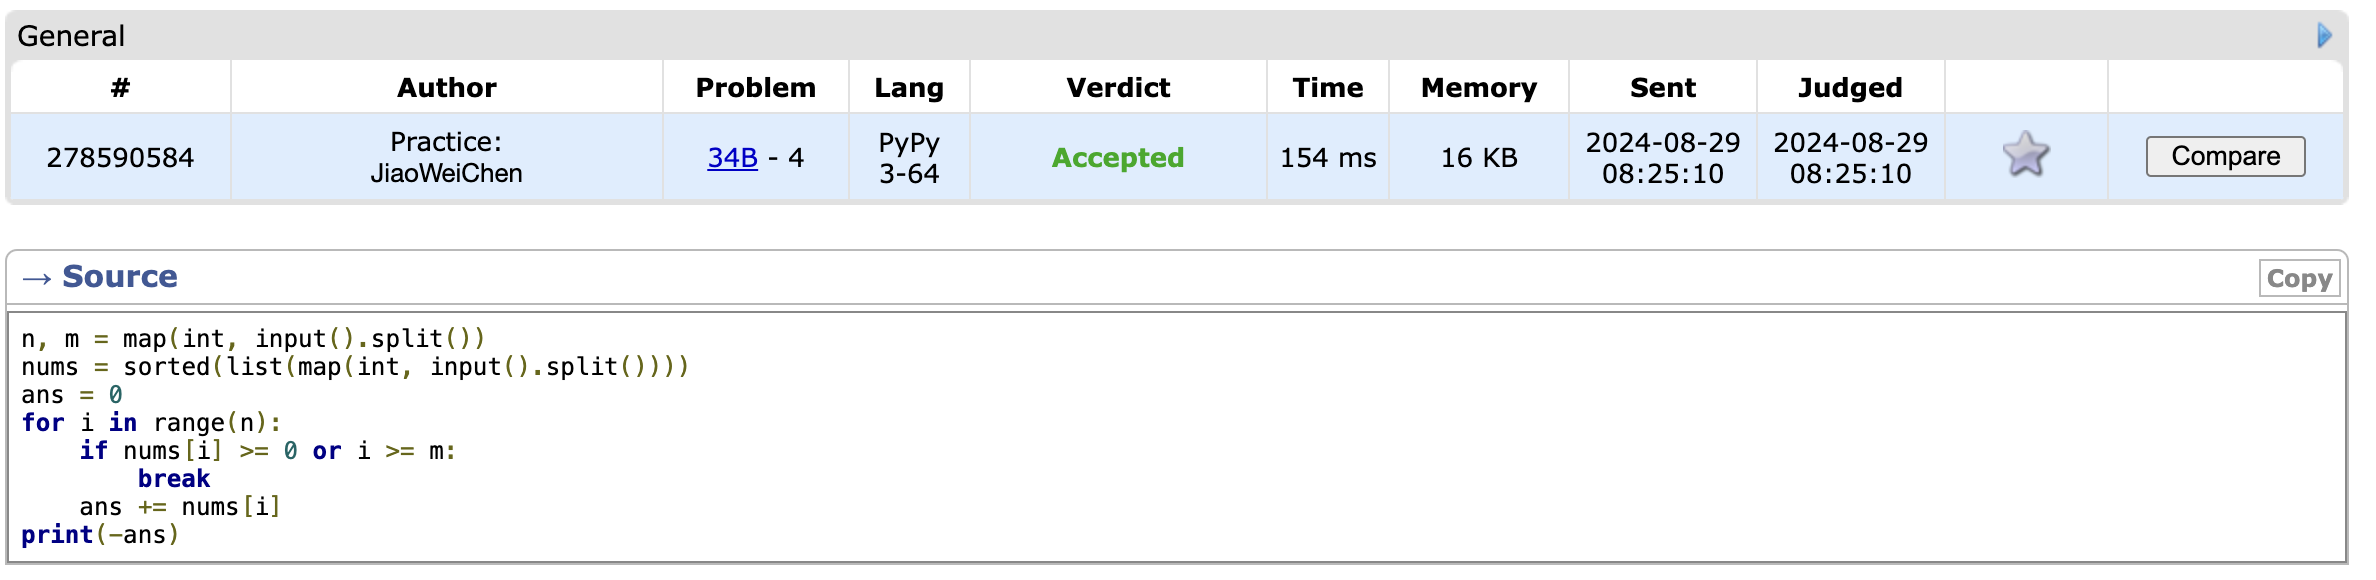 General
# Author Problem Lang Verdict Time Memory Sent Judged
278590584 Practice: JiaoWeiChen 34B - 4 PyPy 3-64 Accepted 154 ms 16 KB 2024-08-29 08:25:10 2024-08-29 08:25:10 Compare
→ Source Copy
n, m = map(int, input().split())
nums = sorted(list(map(int, input().split())))
ans = 0
for i in range(n):
    if nums[i] >= 0 or i >= m:
        break
    ans += nums[i]
print(-ans)